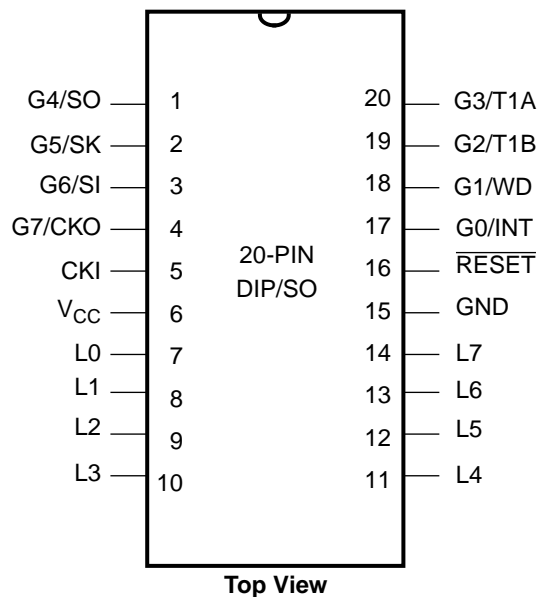 G4/SO 1 20 G3/T1A
G5/SK 2 19 G2/T1B
G6/SI 3 18 G1/WD
G7/CKO 4 17 G0/INT
CKI 5 20-PIN 16 RESET
DIP/SO
VCC 6 15 GND
L0 7 14 L7
L1 8 13 L6
L2 9 12 L5
L3 10 11 L4
Top View